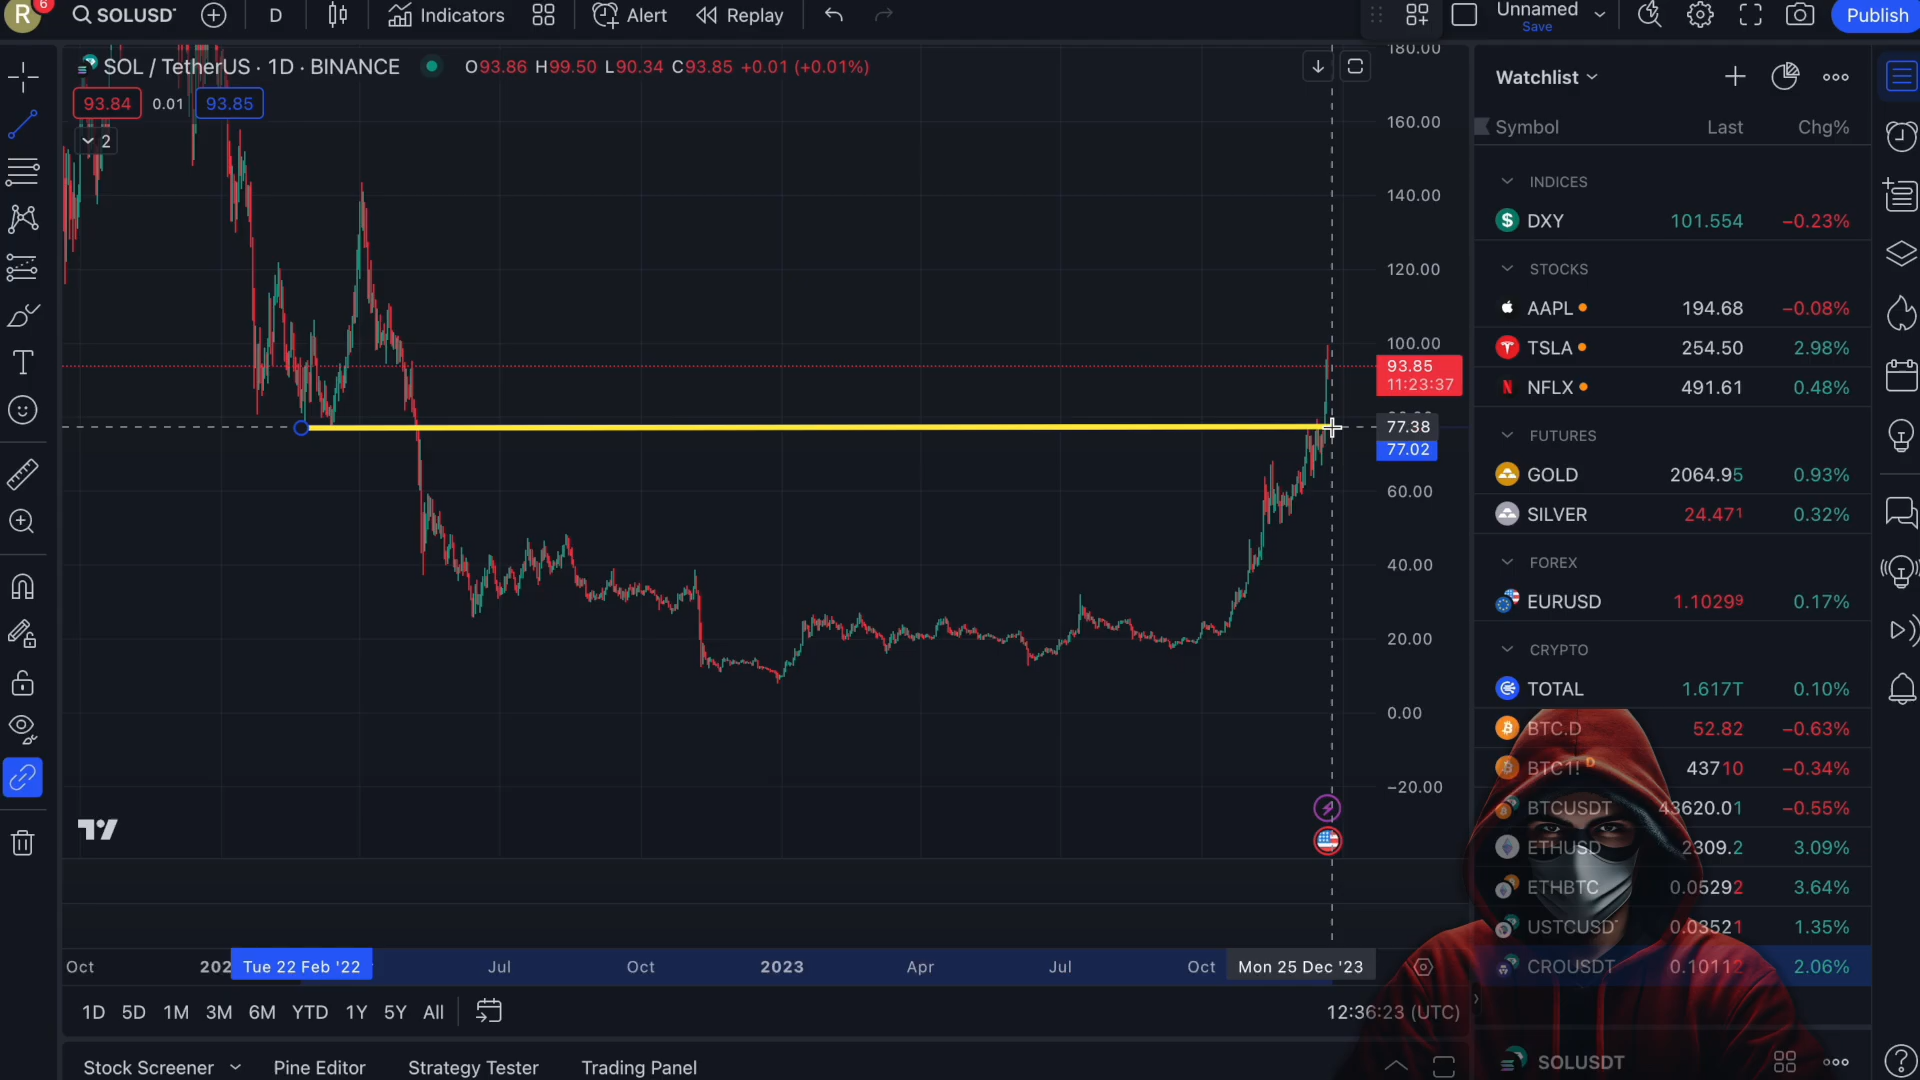 R
6
SOLUSDT
D
Indicators
Alert
Replay
Unnamed
Save
Publish
SOL / TetherUS · 1D · BINANCE
O93.86 H99.50 L90.34 C93.85 +0.01 (+0.01%)
93.84
0.01
93.85
2
180.00
160.00
140.00
120.00
100.00
93.85
11:23:37
77.38
77.02
60.00
40.00
20.00
0.00
−20.00
Oct
202
Tue 22 Feb '22
Jul
Oct
2023
Apr
Jul
Oct
Mon 25 Dec '23
1D 5D 1M 3M 6M YTD 1Y 5Y All
12:36:23 (UTC)
Stock Screener
Pine Editor
Strategy Tester
Trading Panel
Watchlist
Symbol Last Chg%
INDICES
DXY 101.554 −0.23%
STOCKS
AAPL 194.68 −0.08%
TSLA 254.50 2.98%
NFLX 491.61 0.48%
FUTURES
GOLD 2064.95 0.93%
SILVER 24.471 0.32%
FOREX
EURUSD 1.10299 0.17%
CRYPTO
TOTAL 1.617T 0.10%
BTC.D 52.82 −0.63%
BTC1! D 43710 −0.34%
BTCUSDT 43620.01 −0.55%
ETHUSD 2309.2 3.09%
ETHBTC 0.05292 3.64%
USTCUSDT 0.03521 1.35%
CROUSDT 0.10112 2.06%
SOLUSDT